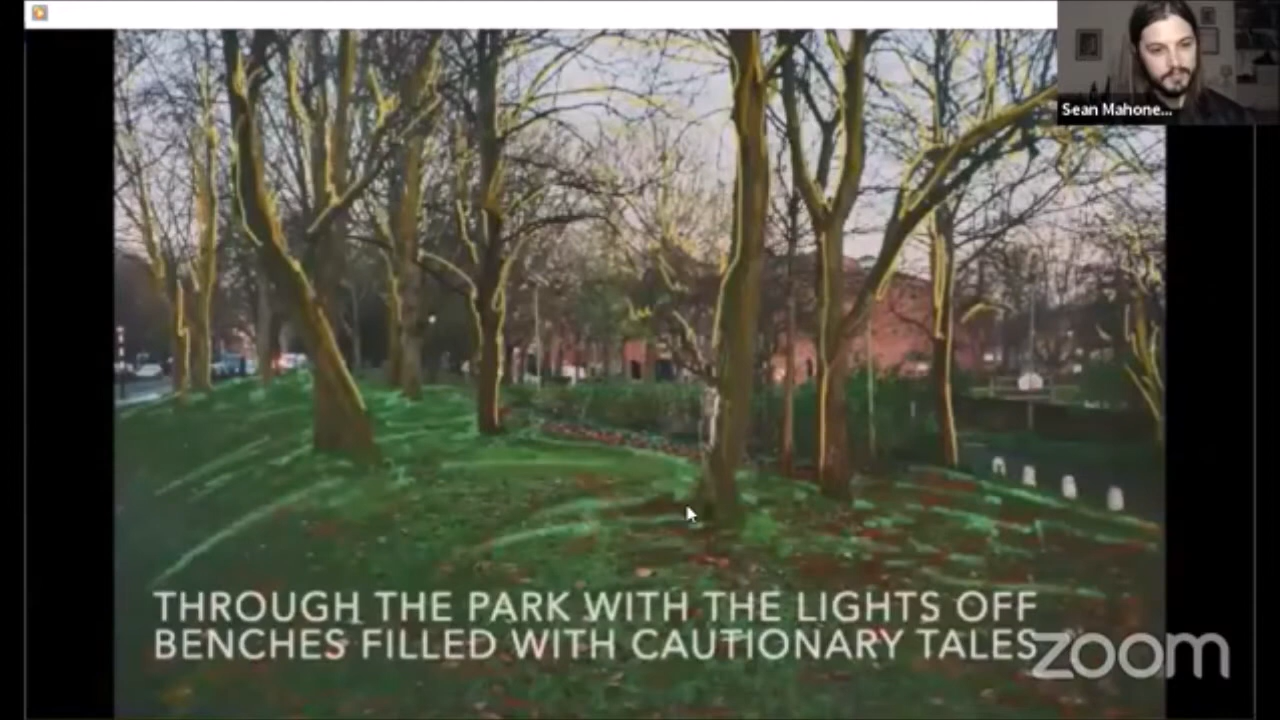 Sean Mahone...
THROUGH THE PARK WITH THE LIGHTS OFF
BENCHES FILLED WITH CAUTIONARY TALES
zoom